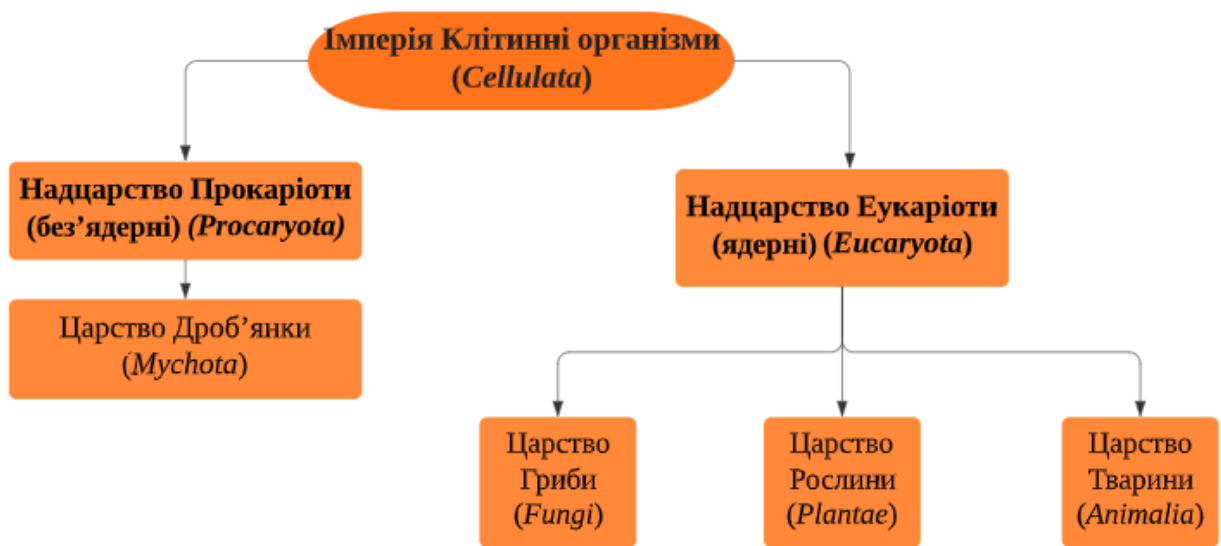 Імперія Клітинні організми
(Cellulata)
Надцарство Прокаріоти
(без’ядерні) (Procaryota)
Надцарство Еукаріоти
(ядерні) (Eucaryota)
Царство Дроб’янки
(Mychota)
Царство
Гриби
(Fungi)
Царство
Рослини
(Plantae)
Царство
Тварини
(Animalia)